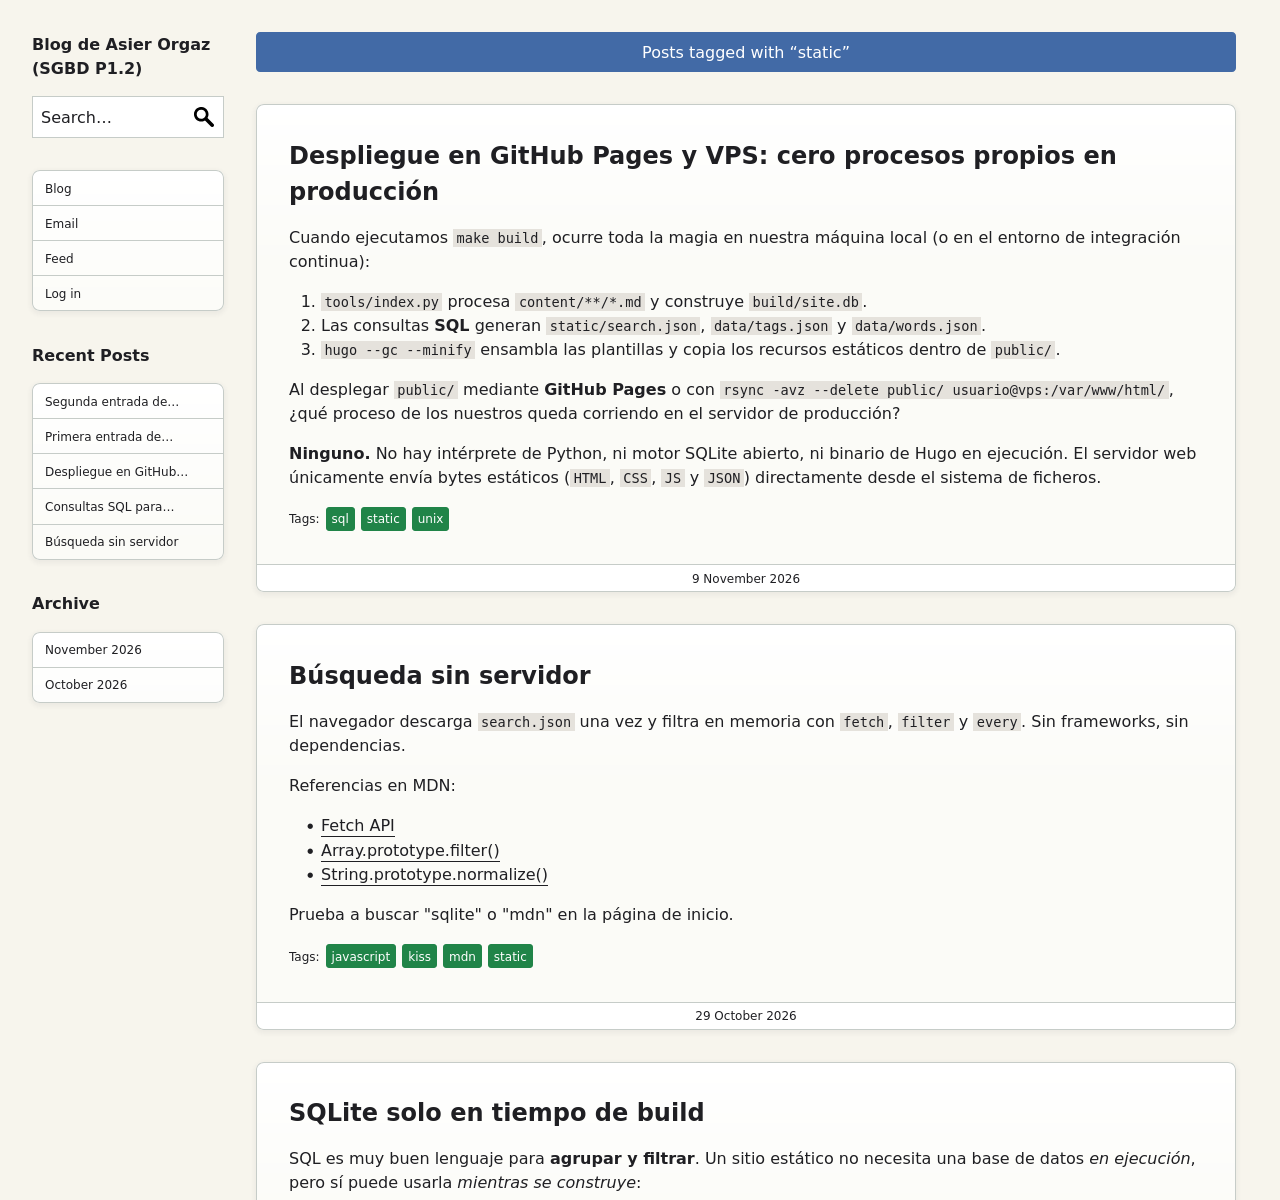 Blog de Asier Orgaz
(SGBD P1.2)
Search…
Blog
Email
Feed
Log in
Recent Posts
Segunda entrada de…
Primera entrada de…
Despliegue en GitHub…
Consultas SQL para…
Búsqueda sin servidor
Archive
November 2026
October 2026
Posts tagged with “static”
Despliegue en GitHub Pages y VPS: cero procesos propios en
producción
Cuando ejecutamos make build, ocurre toda la magia en nuestra máquina local (o en el entorno de integración
continua):
1. tools/index.py procesa content/**/*.md y construye build/site.db.
2. Las consultas SQL generan static/search.json, data/tags.json y data/words.json.
3. hugo --gc --minify ensambla las plantillas y copia los recursos estáticos dentro de public/.
Al desplegar public/ mediante GitHub Pages o con rsync -avz --delete public/ usuario@vps:/var/www/html/,
¿qué proceso de los nuestros queda corriendo en el servidor de producción?
Ninguno. No hay intérprete de Python, ni motor SQLite abierto, ni binario de Hugo en ejecución. El servidor web
únicamente envía bytes estáticos (HTML, CSS, JS y JSON) directamente desde el sistema de ficheros.
Tags: sql static unix
9 November 2026
Búsqueda sin servidor
El navegador descarga search.json una vez y filtra en memoria con fetch, filter y every. Sin frameworks, sin
dependencias.
Referencias en MDN:
• Fetch API
• Array.prototype.filter()
• String.prototype.normalize()
Prueba a buscar "sqlite" o "mdn" en la página de inicio.
Tags: javascript kiss mdn static
29 October 2026
SQLite solo en tiempo de build
SQL es muy buen lenguaje para agrupar y filtrar. Un sitio estático no necesita una base de datos en ejecución,
pero sí puede usarla mientras se construye: